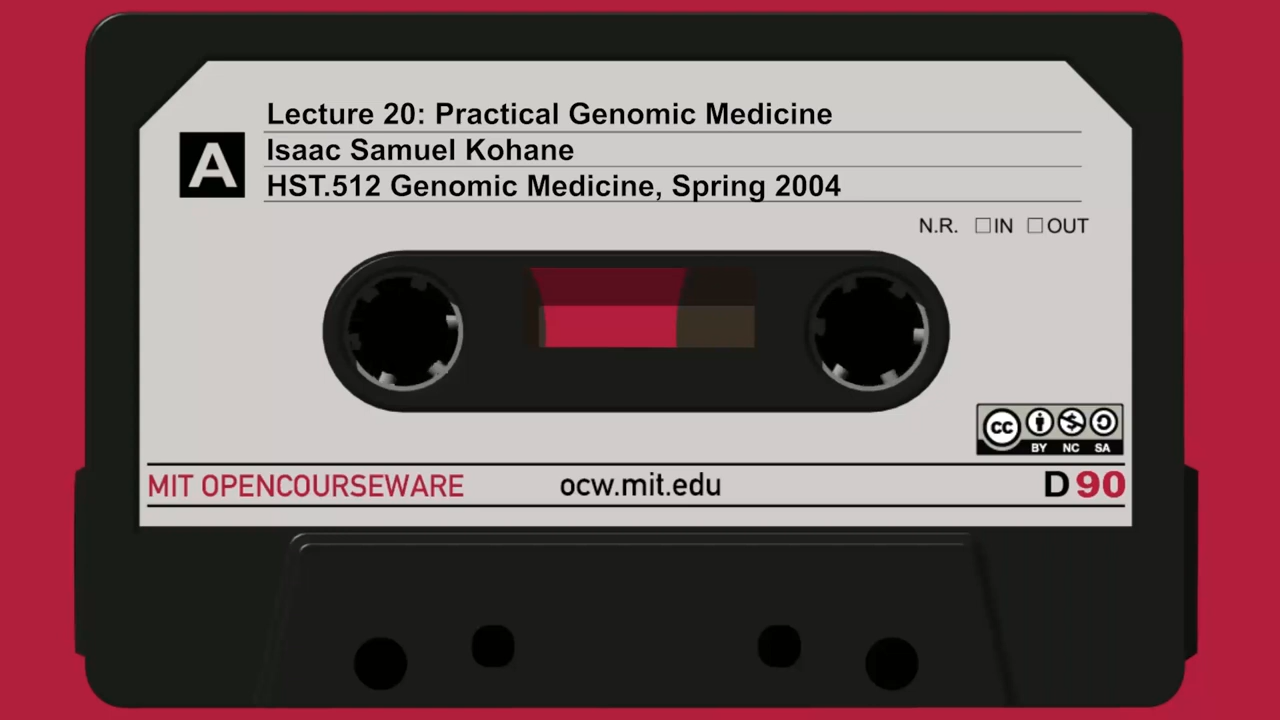 Lecture 20: Practical Genomic Medicine
A
Isaac Samuel Kohane
HST.512 Genomic Medicine, Spring 2004
N.R. □IN □OUT
cc
BY NC SA
MIT OPENCOURSEWARE ocw.mit.edu D 90